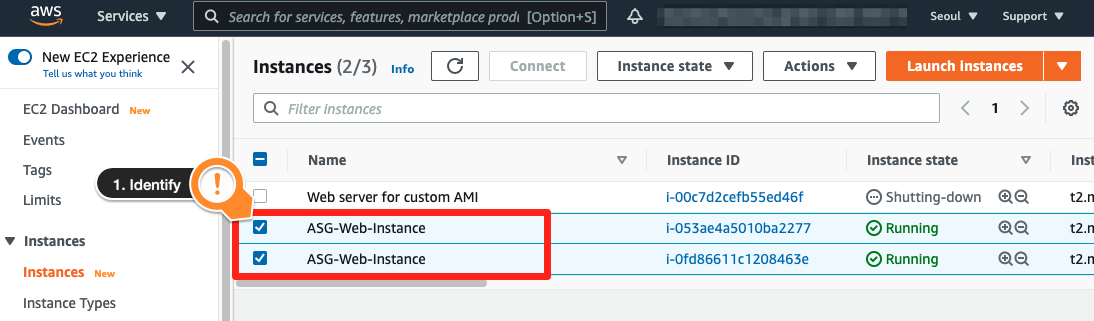 aws Services Search for services, features, marketplace produ [Option+S] Seoul Support
New EC2 Experience
Tell us what you think
EC2 Dashboard New
Events
Tags
Limits
Instances
Instances New
Instance Types
Instances (2/3) Info Connect Instance state Actions Launch instances
Filter instances
1
Name Instance ID Instance state Inst
1. Identify !
Web server for custom AMI i-00c7d2cefb55ed46f Shutting-down t2.m
ASG-Web-Instance i-053ae4a5010ba2277 Running t2.m
ASG-Web-Instance i-0fd86611c1208463e Running t2.m